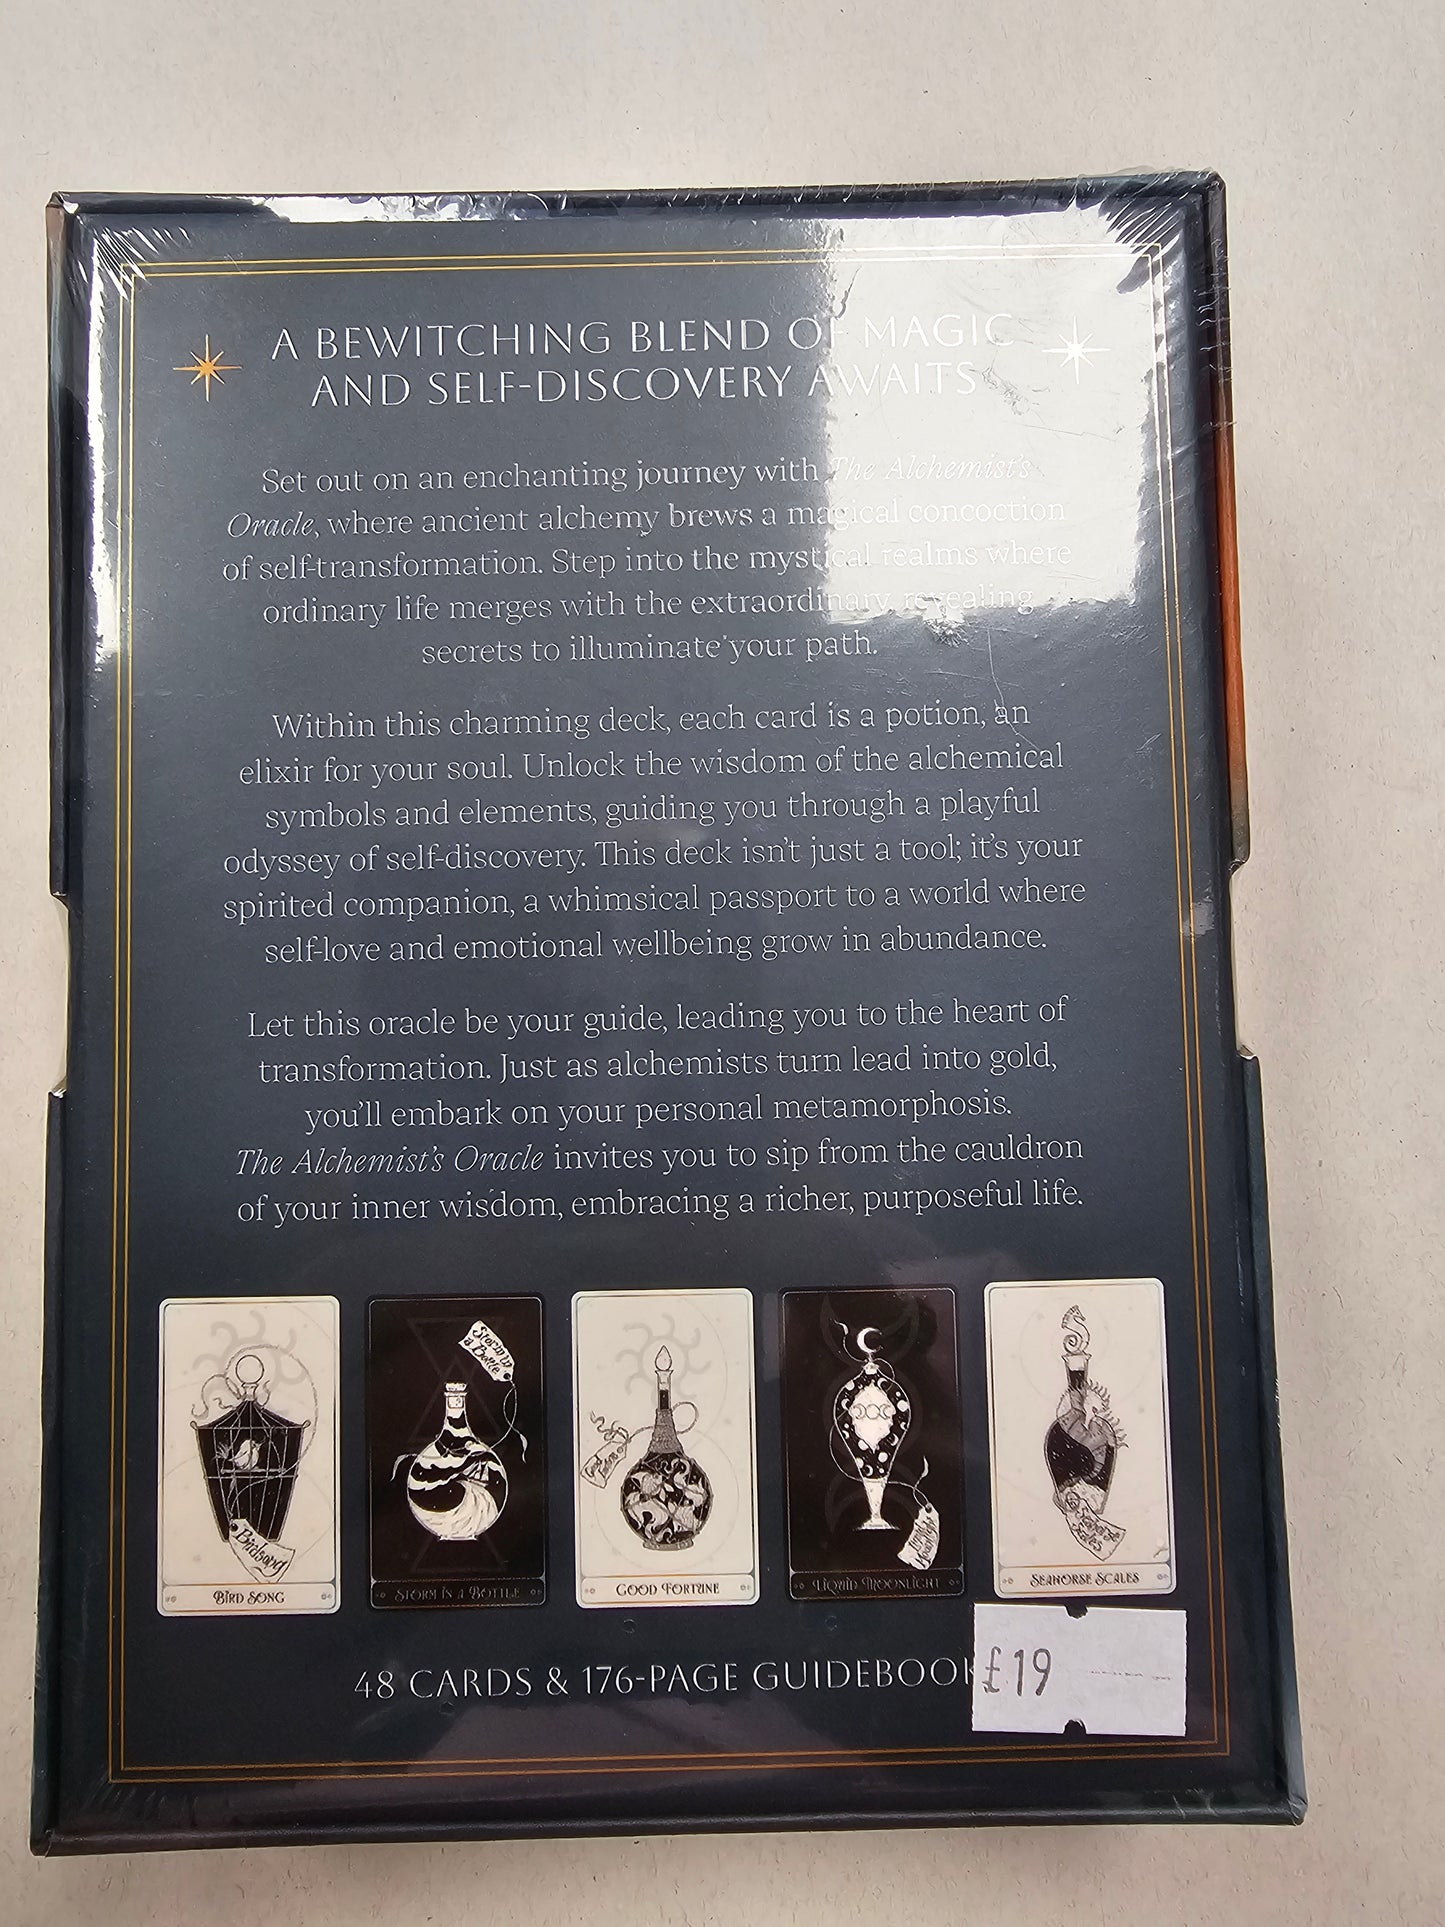 A BEWITCHING BLEND OF MAGIC
AND SELF-DISCOVERY AWAITS
Set out on an enchanting journey with The Alchemist's
Oracle, where ancient alchemy brews a magical concoction
of self-transformation. Step into the mystical realms where
ordinary life merges with the extraordinary, revealing
secrets to illuminate your path.
Within this charming deck, each card is a potion, an
elixir for your soul. Unlock the wisdom of the alchemical
symbols and elements, guiding you through a playful
odyssey of self-discovery. This deck isn't just a tool; it's your
spirited companion, a whimsical passport to a world where
self-love and emotional wellbeing grow in abundance.
Let this oracle be your guide, leading you to the heart of
transformation. Just as alchemists turn lead into gold,
you'll embark on your personal metamorphosis.
The Alchemist's Oracle invites you to sip from the cauldron
of your inner wisdom, embracing a richer, purposeful life.
Birdsong
BIRD SONG
Storm in
a Bottle
STORM IN A BOTTLE
Good
Fortune
GOOD FORTUNE
Liquid
Moonlight
LIQUID MOONLIGHT
Seahorse
Scales
SEAHORSE SCALES
48 CARDS & 176-PAGE GUIDEBOOK
£19